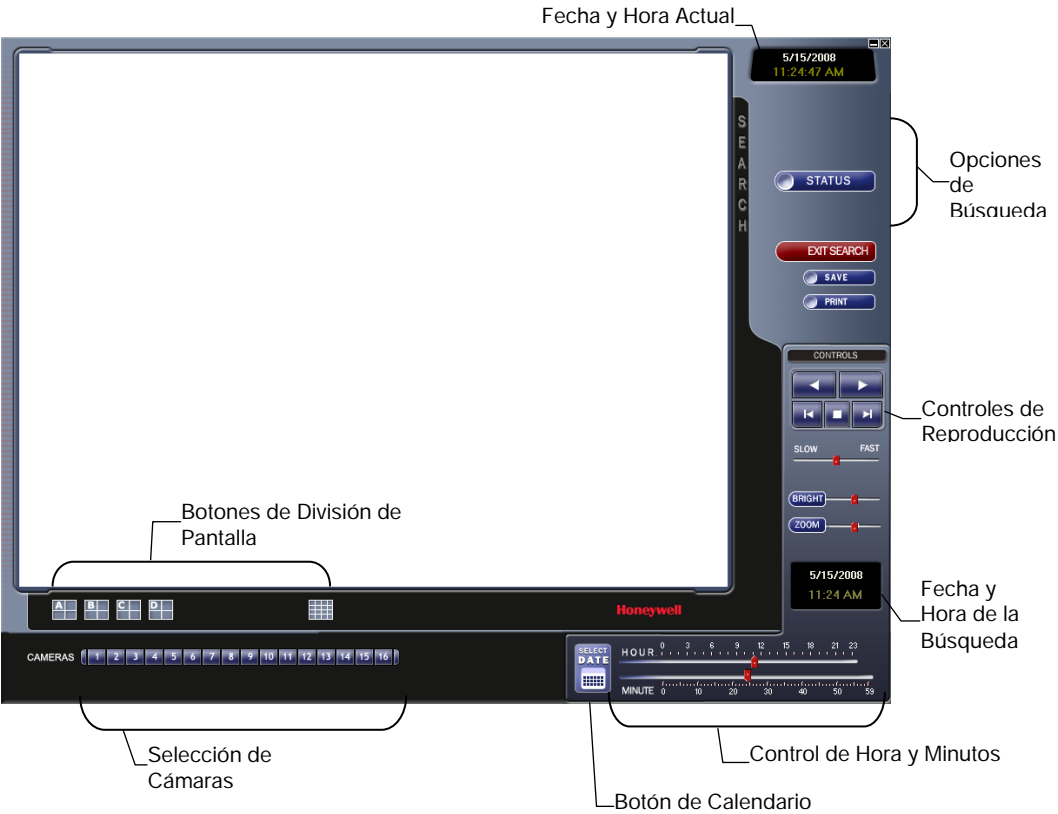 Fecha y Hora Actual
5/15/2008
11:24:47 AM
SEARCH
STATUS
Opciones
de
Búsqueda
EXIT SEARCH
SAVE
PRINT
CONTROLS
Controles de
Reproducción
SLOW FAST
BRIGHT
ZOOM
Botones de División de
Pantalla
5/15/2008
11:24 AM
Fecha y
Hora de la
Búsqueda
A B C D
Honeywell
CAMERAS 1 2 3 4 5 6 7 8 9 10 11 12 13 14 15 16
SELECT
DATE
HOUR 0 3 6 9 12 15 18 21 23
MINUTE 0 10 20 30 40 50 59
Selección de
Cámaras
Control de Hora y Minutos
Botón de Calendario